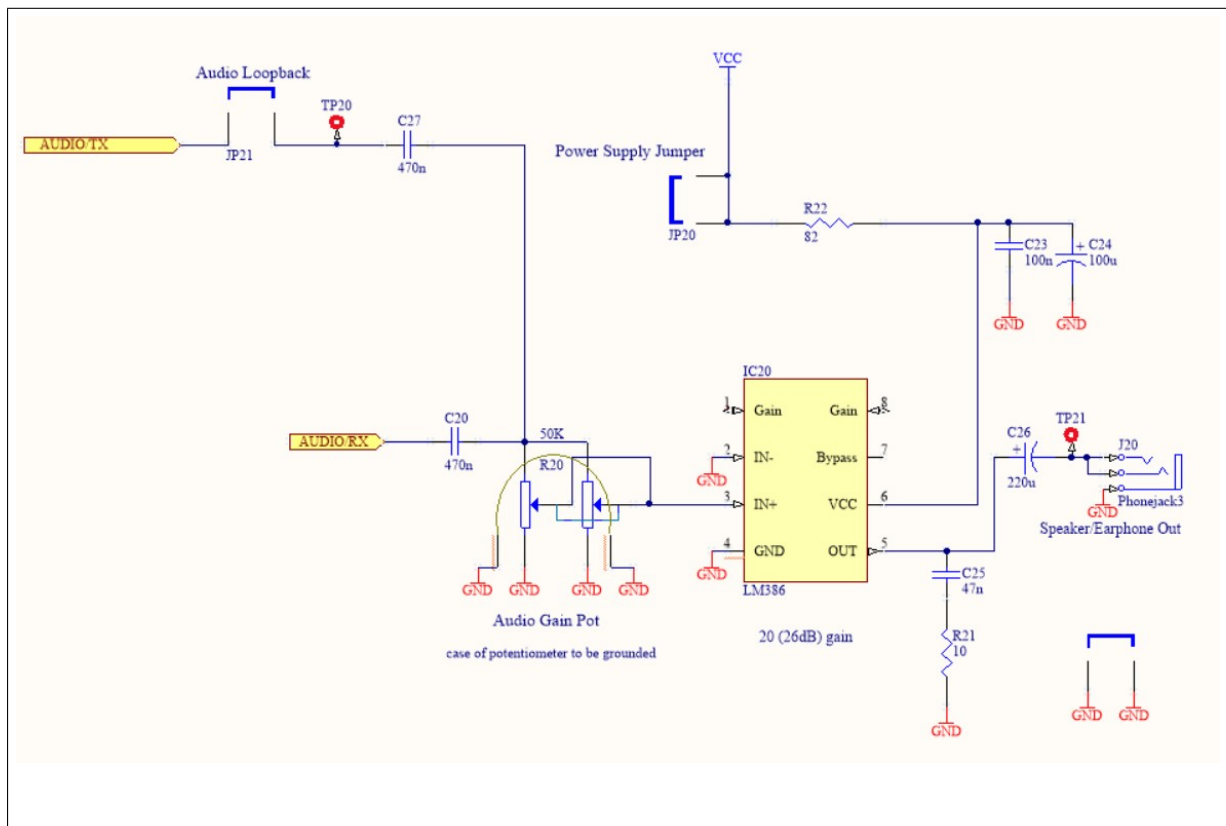 VCC
Audio Loopback
TP20
C27
AUDIO/TX
JP21
470n
Power Supply Jumper
R22
JP20
82
C23
100n
+ C24
100u
GND
GND
IC20
1
Gain
Gain
8
C20
AUDIO/RX
470n
50K
R20
2
IN-
Bypass
7
GND
3
IN+
VCC
6
4
GND
OUT
5
GND
LM386
C26
+
220u
TP21
J20
GND
Phonejack3
Speaker/Earphone Out
C25
47n
GND
GND
GND
GND
Audio Gain Pot
case of potentiometer to be grounded
20 (26dB) gain
R21
10
GND
GND
GND